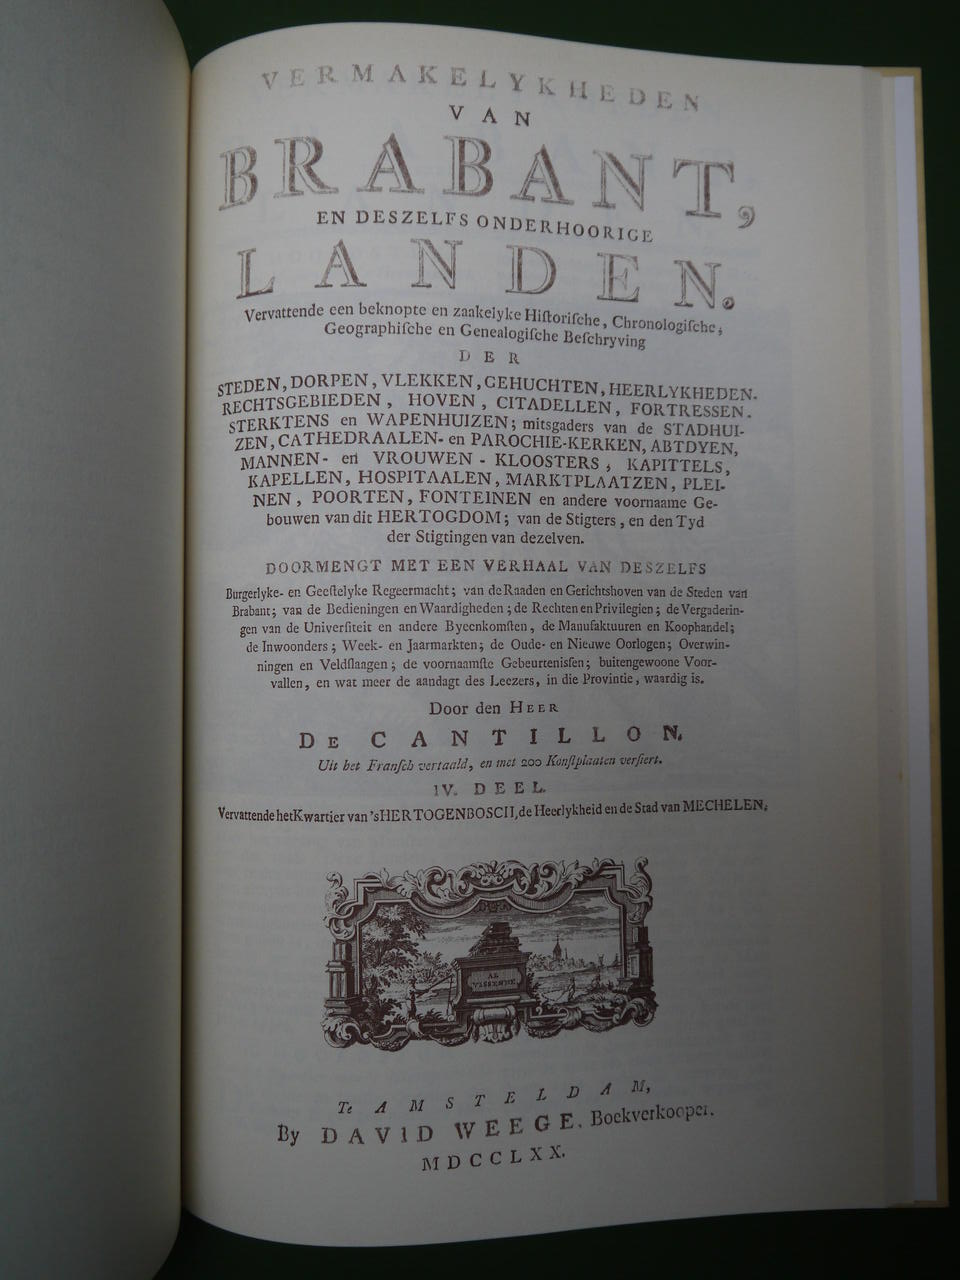 VERMAKELYKHEDEN
VAN
BRABANT,
EN DESZELFS ONDERHOORIGE
LANDEN.
Vervattende een beknopte en zaakelyke Hiſtoriſche, Chronologiſche,
Geographiſche en Genealogiſche Beſchryving
DER
STEDEN, DORPEN, VLEKKEN, GEHUCHTEN, HEERLYKHEDEN.
RECHTSGEBIEDEN, HOVEN, CITADELLEN, FORTRESSEN.
STERKTENS en WAPENHUIZEN; mitsgaders van de STADHUI-
ZEN, CATHEDRAALEN- en PAROCHIE-KERKEN, ABTDYEN,
MANNEN- en VROUWEN-KLOOSTERS, KAPITTELS,
KAPELLEN, HOSPITAALEN, MARKTPLAATZEN, PLEI-
NEN, POORTEN, FONTEINEN en andere voornaame Ge-
bouwen van dit HERTOGDOM; van de Stigters, en den Tyd
der Stigtingen van dezelven.
DOORMENGT MET EEN VERHAAL VAN DESZELFS
Burgerlyke- en Geeſtelyke Regeermacht; van de Raaden en Gerichtshoven van de Steden van
Brabant; van de Bedieningen en Waardigheden; de Rechten en Privilegien; de Vergaderin-
gen van de Univerſiteit en andere Byeenkomſten, de Manufaktuuren en Koophandel;
de Inwoonders; Week- en Jaarmarkten; de Oude- en Nieuwe Oorlogen; Overwin-
ningen en Veldſlaagen; de voornaamſte Gebeurtenisſen; buitengewoone Voor-
vallen, en wat meer de aandagt des Leezers, in die Provintie, waardig is.
Door den HEER
DE CANTILLON.
Uit het Franſch vertaald, en met 200 Konſtplaaten verſiert.
IV. DEEL.
Vervattende het Kwartier van 's HERTOGENBOSCH, de Heerlykheid en de Stad van MECHELEN.
AL
VISSENDE
Te AMSTELDAM,
By DAVID WEEGE, Boekverkooper.
MDCCLXX.